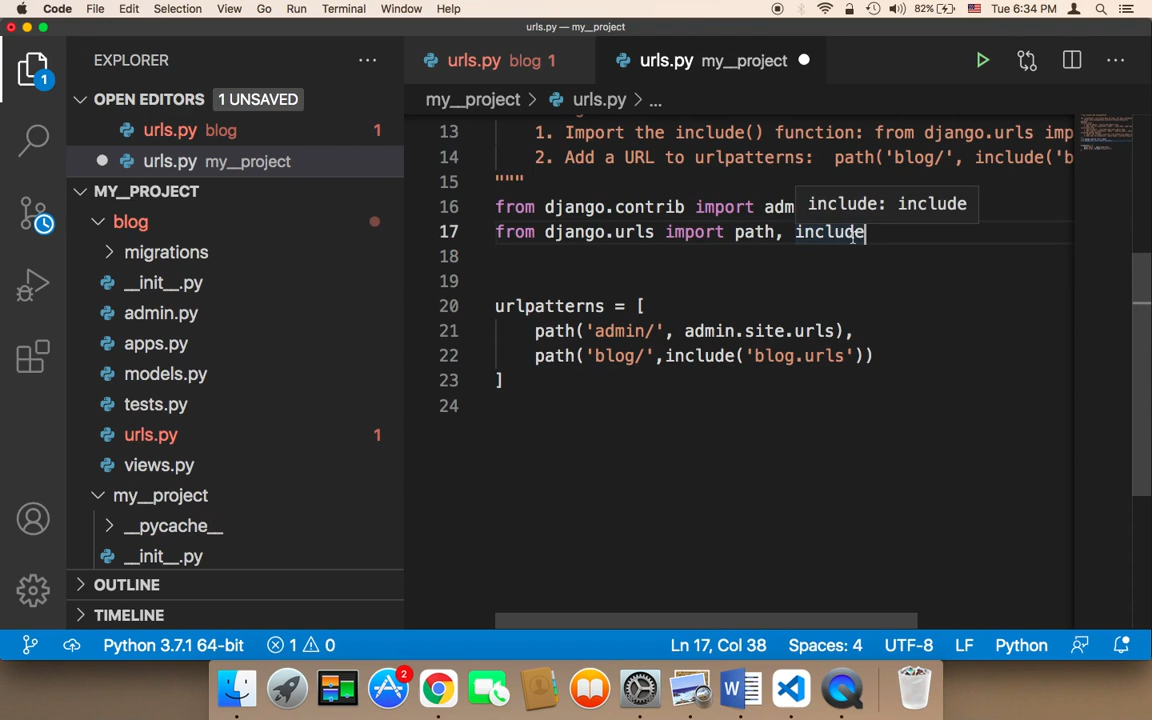 Code File Edit Selection View Go Run Terminal Window Help 82% Tue 6:34 PM
urls.py — my_project
EXPLORER
urls.py blog 1
urls.py my__project
OPEN EDITORS 1 UNSAVED
my__project > urls.py > ...
urls.py blog 1
urls.py my__project
MY_PROJECT
blog
migrations
__init__.py
admin.py
apps.py
models.py
tests.py
urls.py 1
views.py
my__project
__pycache__
__init__.py
OUTLINE
TIMELINE
13 1. Import the include() function: from django.urls imp
14 2. Add a URL to urlpatterns: path('blog/', include('b
15 """
16 from django.contrib import adm
include: include
17 from django.urls import path, include
18
19
20 urlpatterns = [
21 path('admin/', admin.site.urls),
22 path('blog/',include('blog.urls'))
23 ]
24
1
Python 3.7.1 64-bit 1 0 Ln 17, Col 38 Spaces: 4 UTF-8 LF Python
2